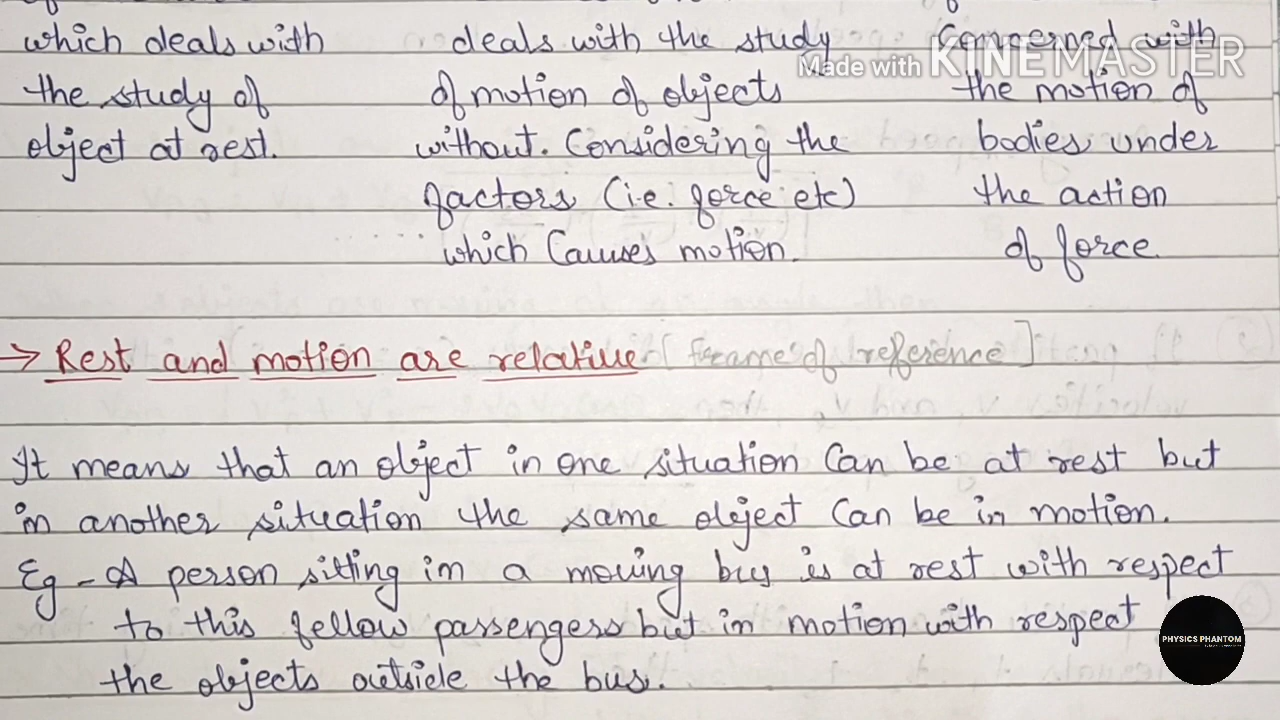 which deals with
the study of
object at rest.
deals with the study
of motion of objects
without. Considering the
factors (i.e. force etc)
which Causes motion.
Concerned with
the motion of
bodies under
the action
of force.
Made with KINEMASTER
→ Rest and motion are relative [frame of reference]
It means that an object in one situation Can be at rest but
in another situation the same object Can be in motion.
Eg - A person sitting in a moving bus is at rest with respect
to this fellow passengers but in motion with respect
the objects outside the bus.
PHYSICS PHANTOM